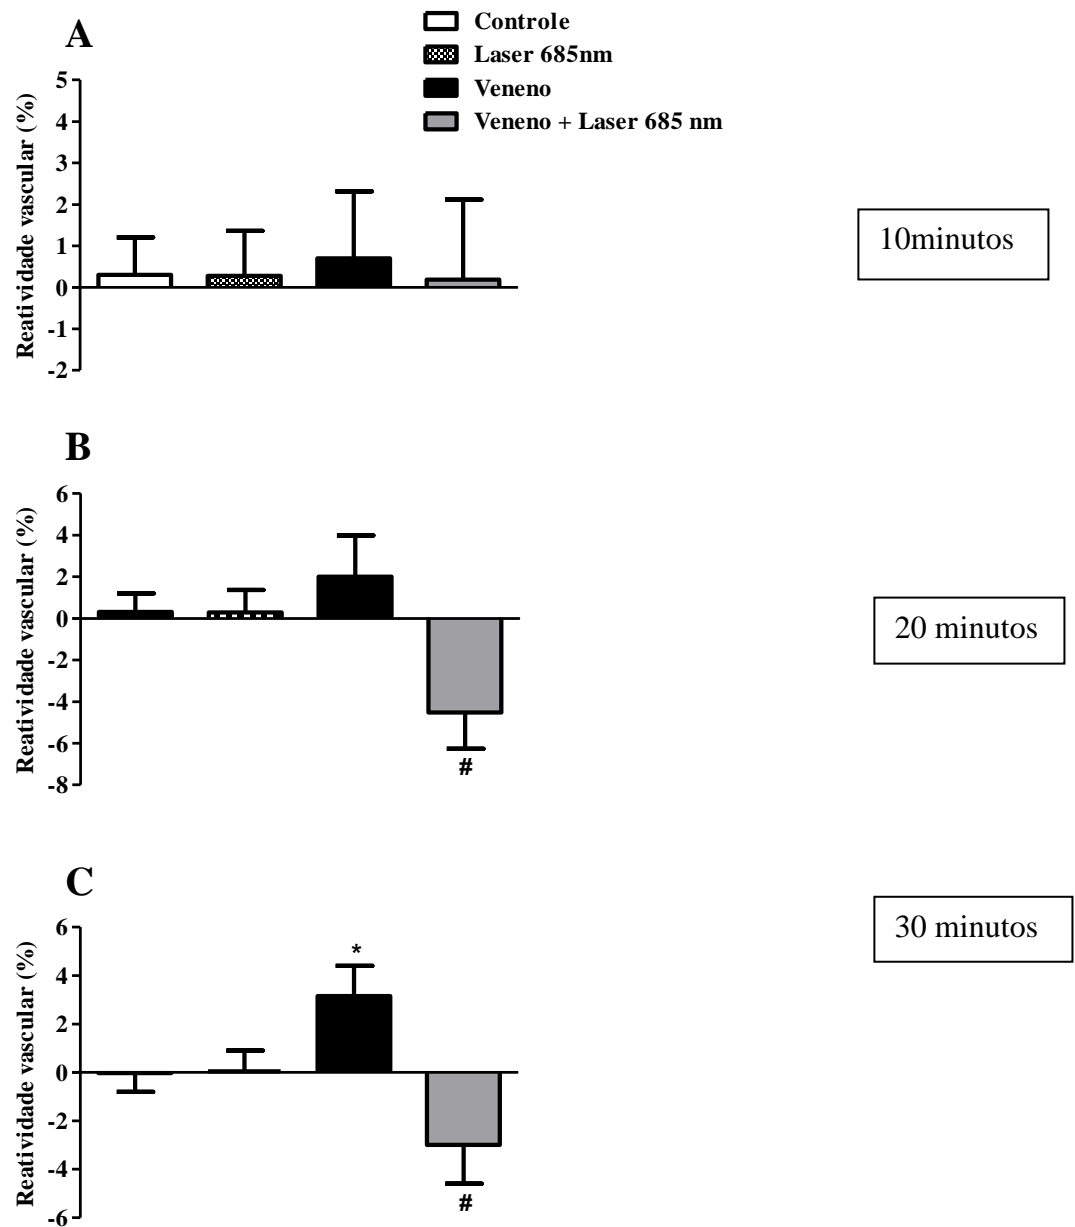 A
Controle
Laser 685nm
Veneno
Veneno + Laser 685 nm
Reatividade vascular (%)
5
4
3
2
1
0
-1
-2
10minutos
B
Reatividade vascular (%)
6
4
2
0
-2
-4
-6
-8
#
20 minutos
C
Reatividade vascular (%)
6
4
2
0
-2
-4
-6
*
#
30 minutos